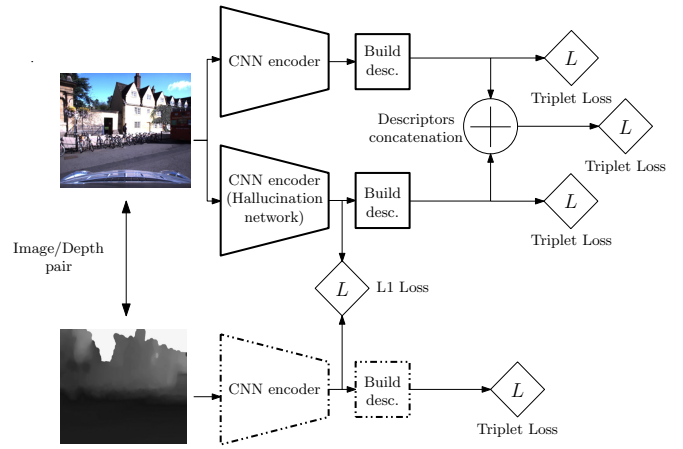 CNN encoder
Build
desc.
L
Triplet Loss
Descriptors
concatenation
L
Triplet Loss
CNN encoder
(Hallucination
network)
Build
desc.
L
Triplet Loss
Image/Depth
pair
L
L1 Loss
CNN encoder
Build
desc.
L
Triplet Loss